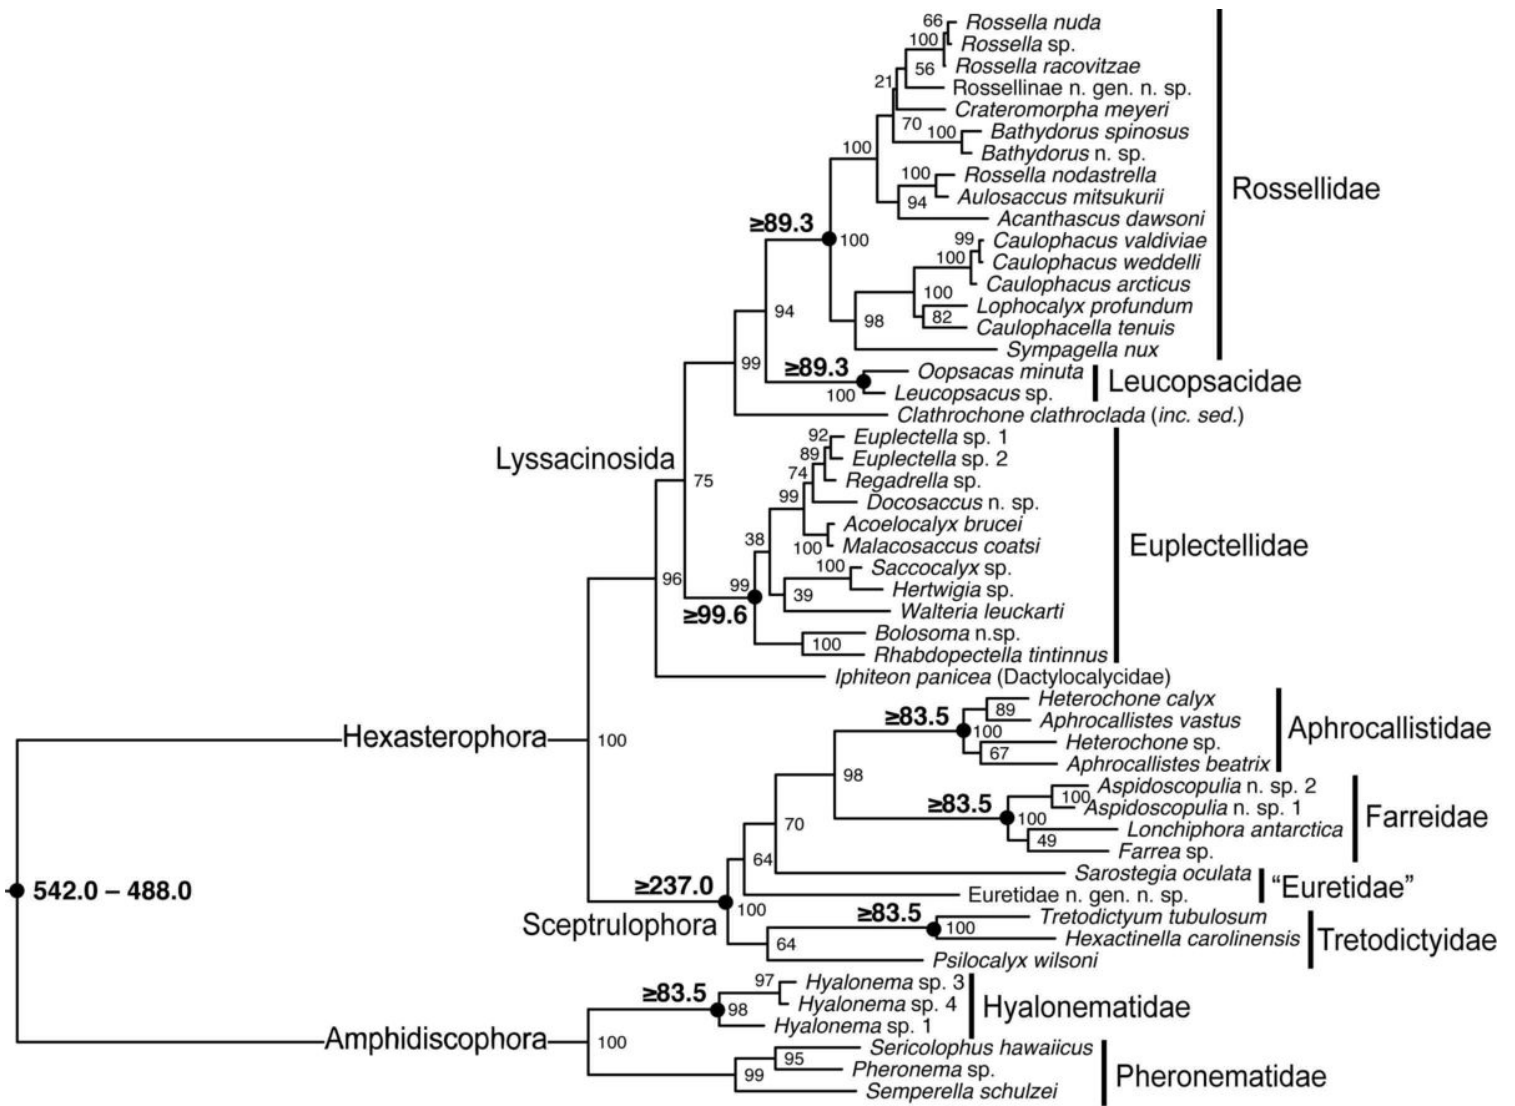 66 Rossella nuda
100 Rossella sp.
56 Rossella racovitzae
21 Rossellinae n. gen. n. sp.
Crateromorpha meyeri
70 100 Bathydorus spinosus
Bathydorus n. sp.
100
100 Rossella nodastrella
Rossellidae
94 Aulosaccus mitsukurii
Acanthascus dawsoni
≥89.3
100
99 Caulophacus valdiviae
100 Caulophacus weddelli
Caulophacus arcticus
100
94
Lophocalyx profundum
98 82 Caulophacella tenuis
Sympagella nux
99 ≥89.3
Oopsacas minuta
Leucopsacidae
100 Leucopsacus sp.
Clathrochone clathroclada (inc. sed.)
92 Euplectella sp. 1
89 Euplectella sp. 2
Lyssacinosida
75
74 Regadrella sp.
99 Docosaccus n. sp.
Acoelocalyx brucei
100 Malacosaccus coatsi
Euplectellidae
38
100 Saccocalyx sp.
96 99 39 Hertwigia sp.
≥99.6
Walteria leuckarti
Bolosoma n.sp.
100
Rhabdopectella tintinnus
Iphiteon panicea (Dactylocalycidae)
Heterochone calyx
≥83.5 89
Aphrocallistes vastus
Aphrocallistidae
100
Hexasterophora 100
Heterochone sp.
67
Aphrocallistes beatrix
98
Aspidoscopulia n. sp. 2
100
≥83.5
Aspidoscopulia n. sp. 1
100
Farreidae
70
Lonchiphora antarctica
49
Farrea sp.
64
Sarostegia oculata
"Euretidae"
≥237.0
542.0 – 488.0
Euretidae n. gen. n. sp.
100
≥83.5
Tretodictyum tubulosum
Sceptrulophora
100
Hexactinella carolinensis
Tretodictyidae
64
Psilocalyx wilsoni
97 Hyalonema sp. 3
≥83.5
98 Hyalonema sp. 4
Hyalonematidae
Hyalonema sp. 1
Amphidiscophora 100
Sericolophus hawaiicus
95
99 Pheronema sp.
Pheronematidae
Semperella schulzei